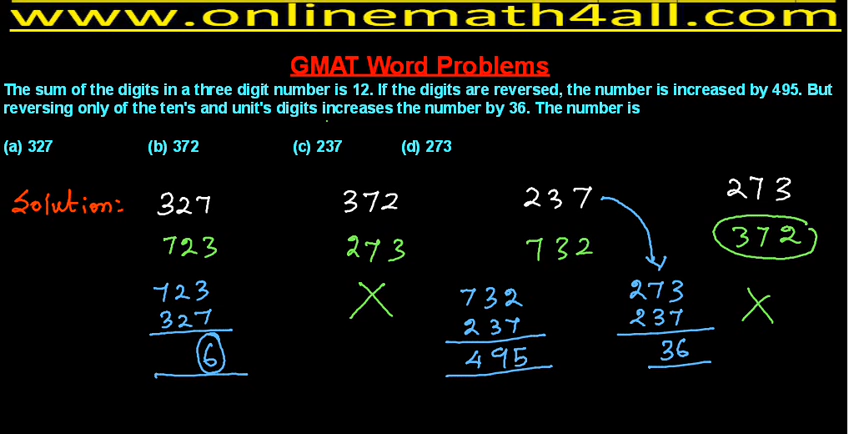 www.onlinemath4all.com
GMAT Word Problems
The sum of the digits in a three digit number is 12. If the digits are reversed, the number is increased by 495. But
reversing only of the ten's and unit's digits increases the number by 36. The number is
(a) 327 (b) 372 (c) 237 (d) 273
Solution: 327 372 237 273
723 273 732 372
723 X 732 273 X
327 237 237
6 495 36